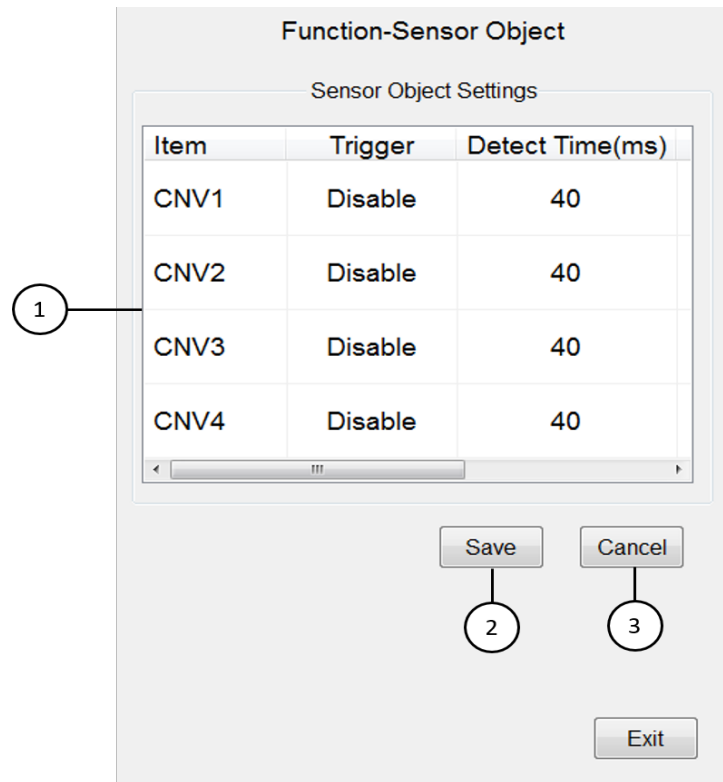 Function-Sensor Object
Sensor Object Settings
Item Trigger Detect Time(ms)
CNV1 Disable 40
CNV2 Disable 40
1
CNV3 Disable 40
CNV4 Disable 40
Save Cancel
2 3
Exit